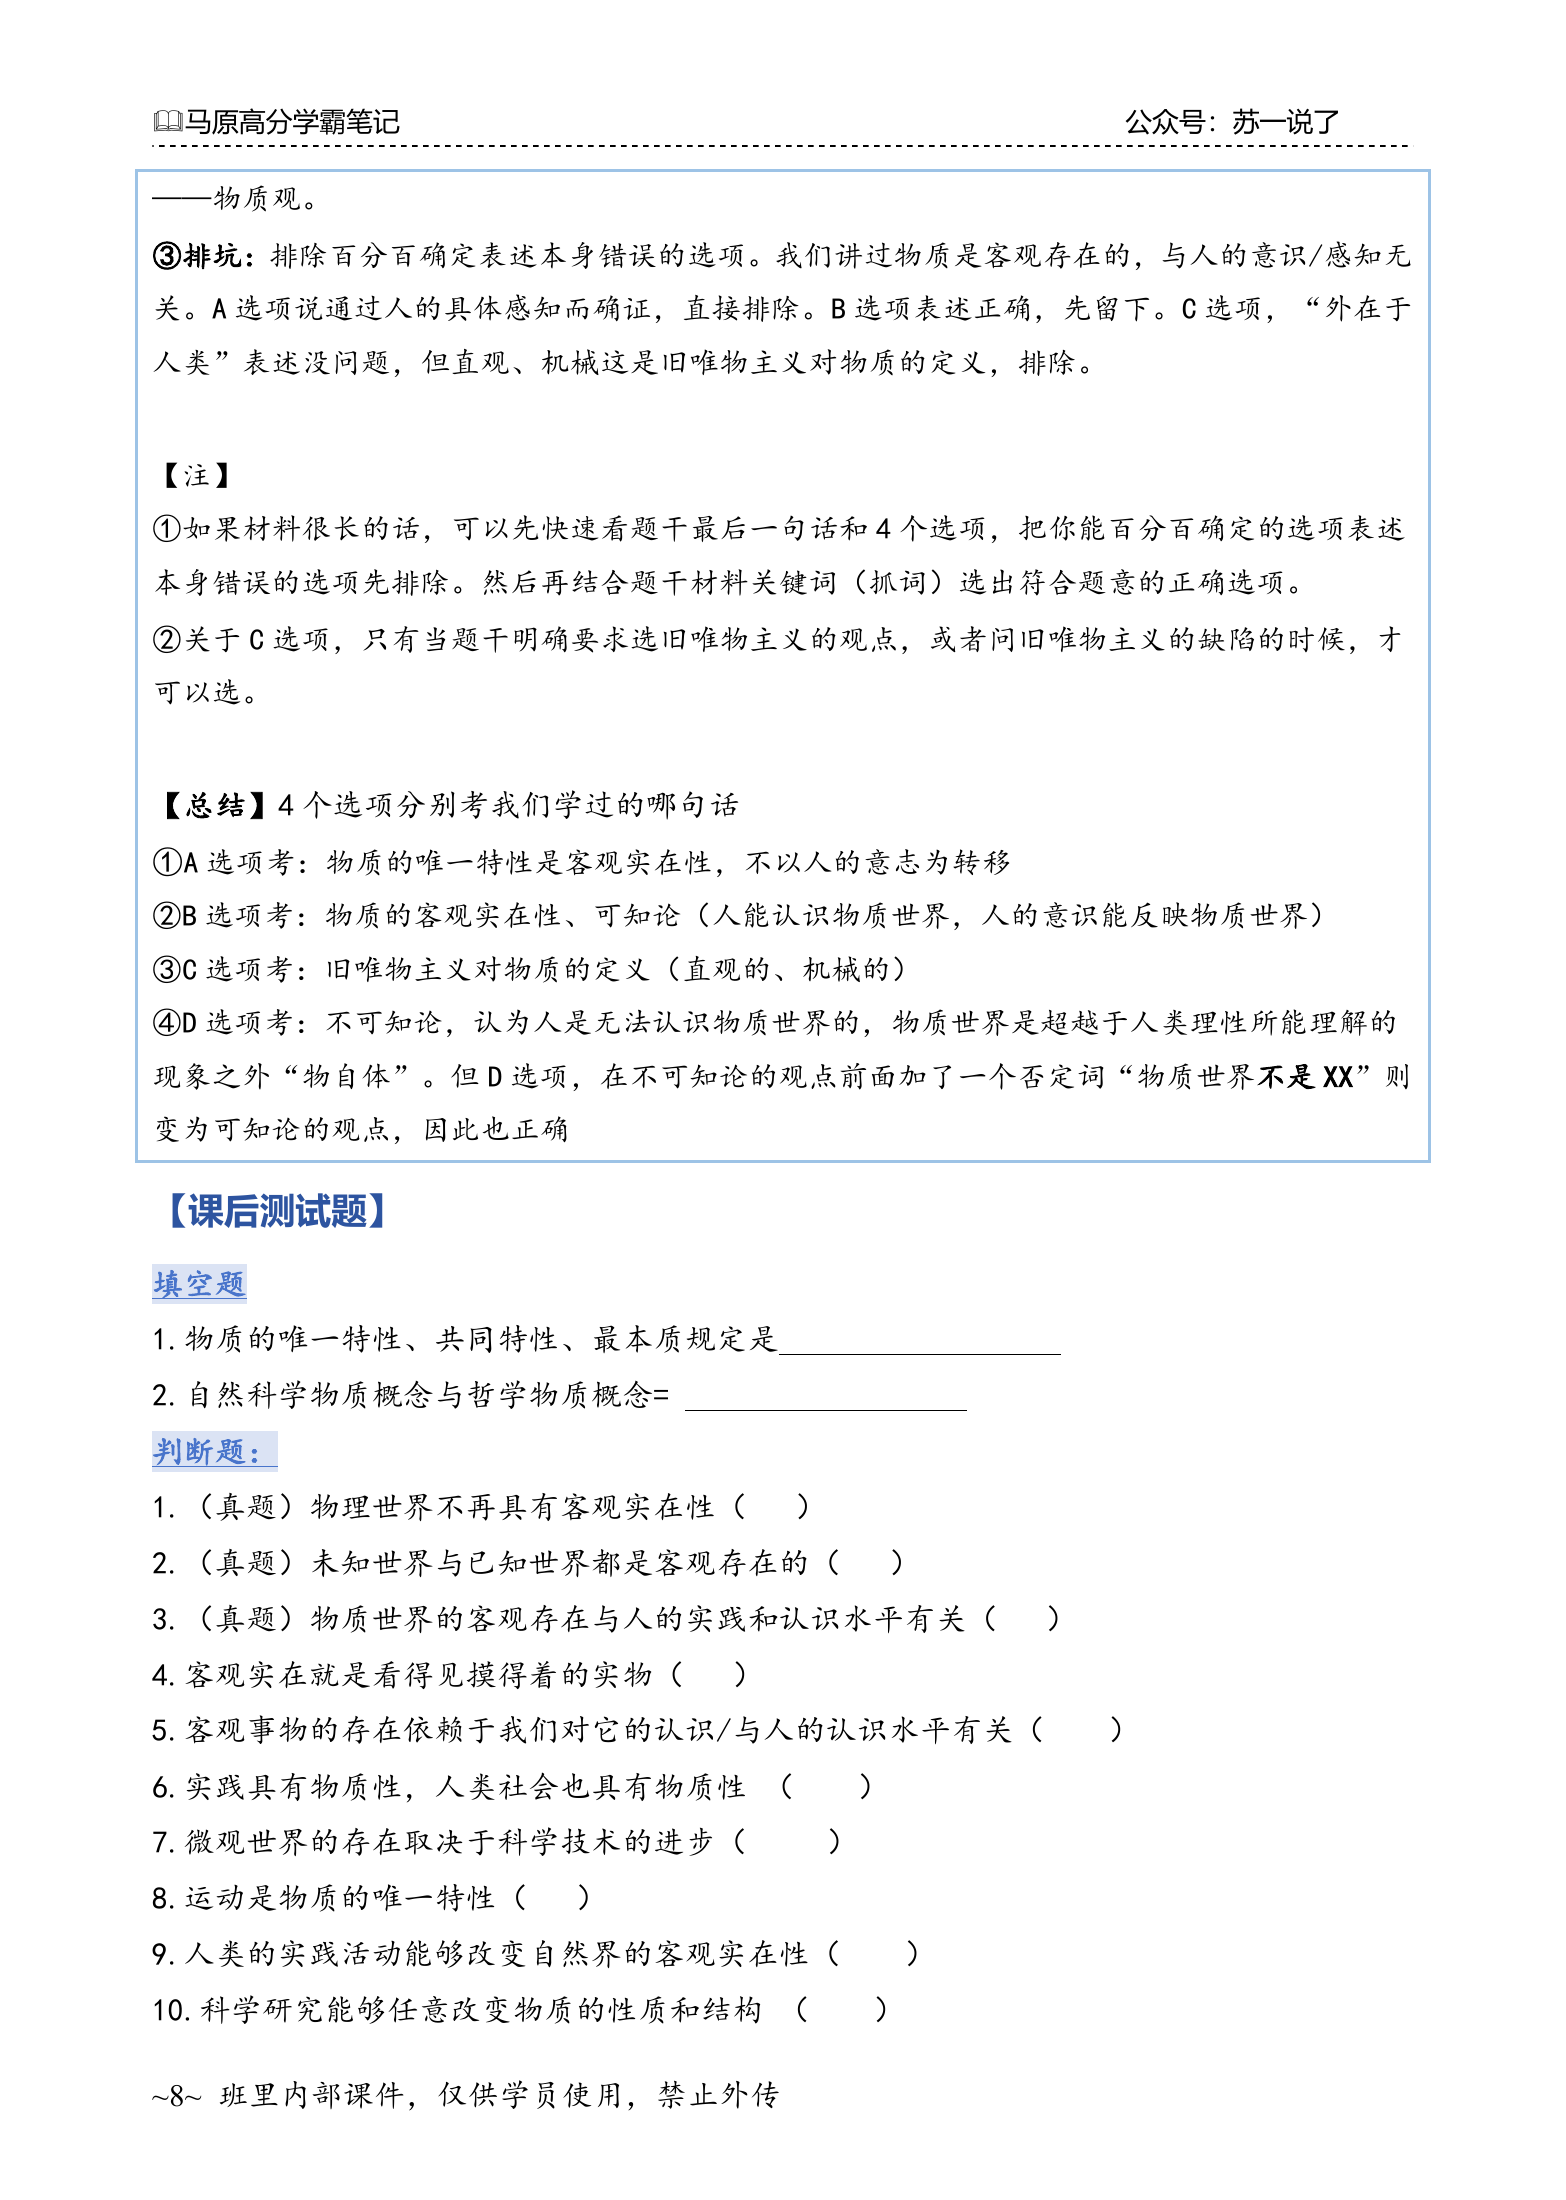 马原高分学霸笔记 公众号：苏一说了
——物质观。
③排坑：排除百分百确定表述本身错误的选项。我们讲过物质是客观存在的，与人的意识/感知无
关。A 选项说通过人的具体感知而确证，直接排除。B 选项表述正确，先留下。C 选项，“外在于
人类”表述没问题，但直观、机械这是旧唯物主义对物质的定义，排除。
【注】
①如果材料很长的话，可以先快速看题干最后一句话和 4 个选项，把你能百分百确定的选项表述
本身错误的选项先排除。然后再结合题干材料关键词（抓词）选出符合题意的正确选项。
②关于 C 选项，只有当题干明确要求选旧唯物主义的观点，或者问旧唯物主义的缺陷的时候，才
可以选。
【总结】4 个选项分别考我们学过的哪句话
①A 选项考：物质的唯一特性是客观实在性，不以人的意志为转移
②B 选项考：物质的客观实在性、可知论（人能认识物质世界，人的意识能反映物质世界）
③C 选项考：旧唯物主义对物质的定义（直观的、机械的）
④D 选项考：不可知论，认为人是无法认识物质世界的，物质世界是超越于人类理性所能理解的
现象之外“物自体”。但 D 选项，在不可知论的观点前面加了一个否定词“物质世界不是 XX”则
变为可知论的观点，因此也正确
【课后测试题】
填空题
1.物质的唯一特性、共同特性、最本质规定是__________________
2.自然科学物质概念与哲学物质概念= __________________
判断题：
1.（真题）物理世界不再具有客观实在性（   ）
2.（真题）未知世界与已知世界都是客观存在的（   ）
3.（真题）物质世界的客观存在与人的实践和认识水平有关（   ）
4.客观实在就是看得见摸得着的实物（   ）
5.客观事物的存在依赖于我们对它的认识/与人的认识水平有关（    ）
6.实践具有物质性，人类社会也具有物质性 （    ）
7.微观世界的存在取决于科学技术的进步（     ）
8.运动是物质的唯一特性（   ）
9.人类的实践活动能够改变自然界的客观实在性（    ）
10.科学研究能够任意改变物质的性质和结构 （    ）
~8~ 班里内部课件，仅供学员使用，禁止外传